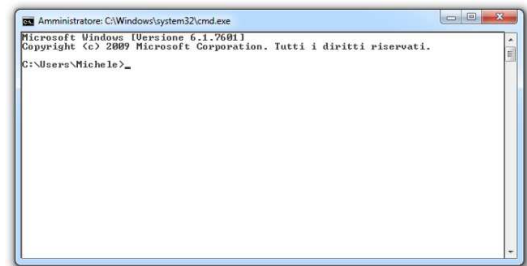 Amministratore: C:\Windows\system32\cmd.exe
Microsoft Windows [Versione 6.1.7601]
Copyright (c) 2009 Microsoft Corporation. Tutti i diritti riservati.
C:\Users\Michele>_